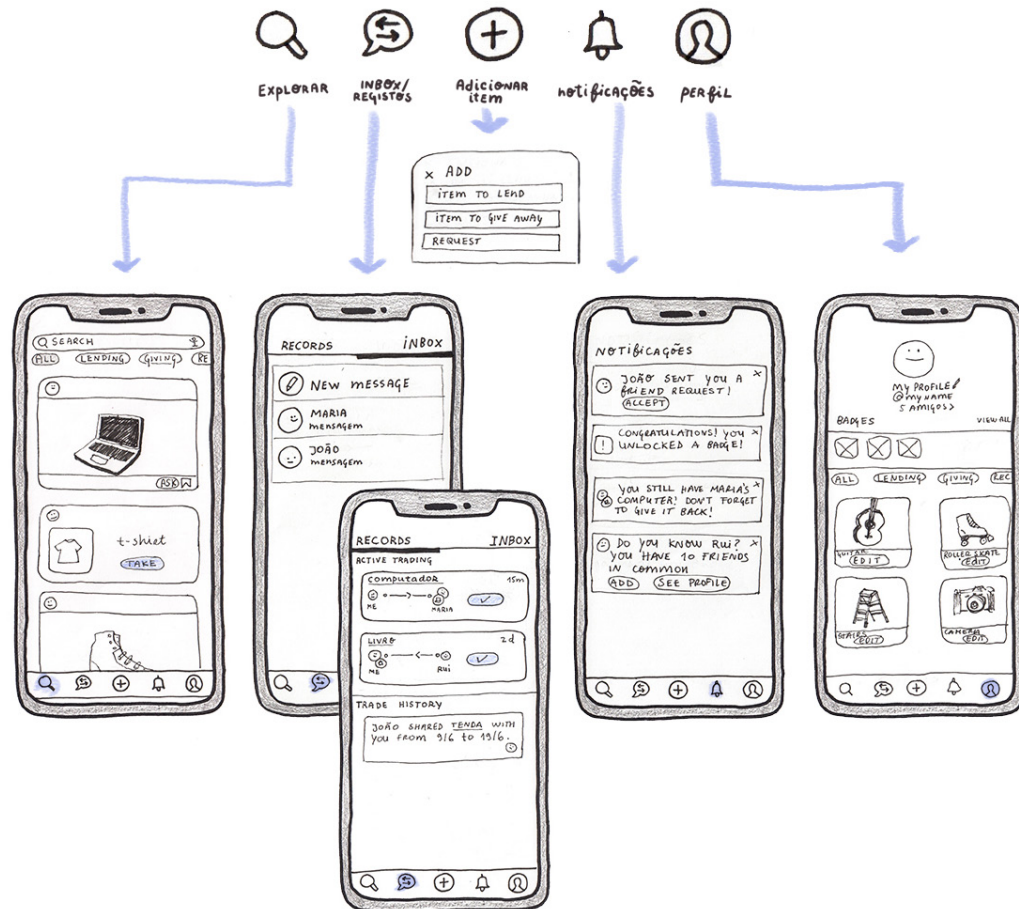 EXPLORAR
INBOX/
REGISTOS
ADICIONAR
item
notificAÇÕES
PERfiL
× ADD
iTEM TO LEND
iTEM TO GIVE AWAY
REQUEST
SEARCH
ALL LENDING GIVING RE
ASK
t-shirt
TAKE
RECORDS iNBOX
NEW MESSAGE
MARIA
mensagem
JOÃO
mensagem
RECORDS INBOX
ACTIVE TRADING
computador 15m
ME MARIA
LIVRO 2d
ME Rui
TRADE HISTORY
JOÃO SHARED TENDA WITH
YOU FROM 9/6 to 19/6.
NOTIFICAÇÕES
JOÃO SENT YOU A ×
FRIEND REQUEST!
ACCEPT
CONGRATULATIONS! YOU ×
! UNLOCKED A BADGE!
YOU STILL HAVE MARIA'S ×
COMPUTER! DON'T FORGET
TO GIVE IT BACK!
DO YOU KNOW RUI? ×
YOU HAVE 10 FRIENDS
IN COMMON
ADD SEE PROFILE
MY PROFILE
@MYNAME
5 AMIGOS >
BADGES VIEW ALL
ALL LENDING GIVING REC
GUITAR
EDIT
ROLLER SKATE
EDIT
STAIRS
EDIT
CAMERA
EDIT